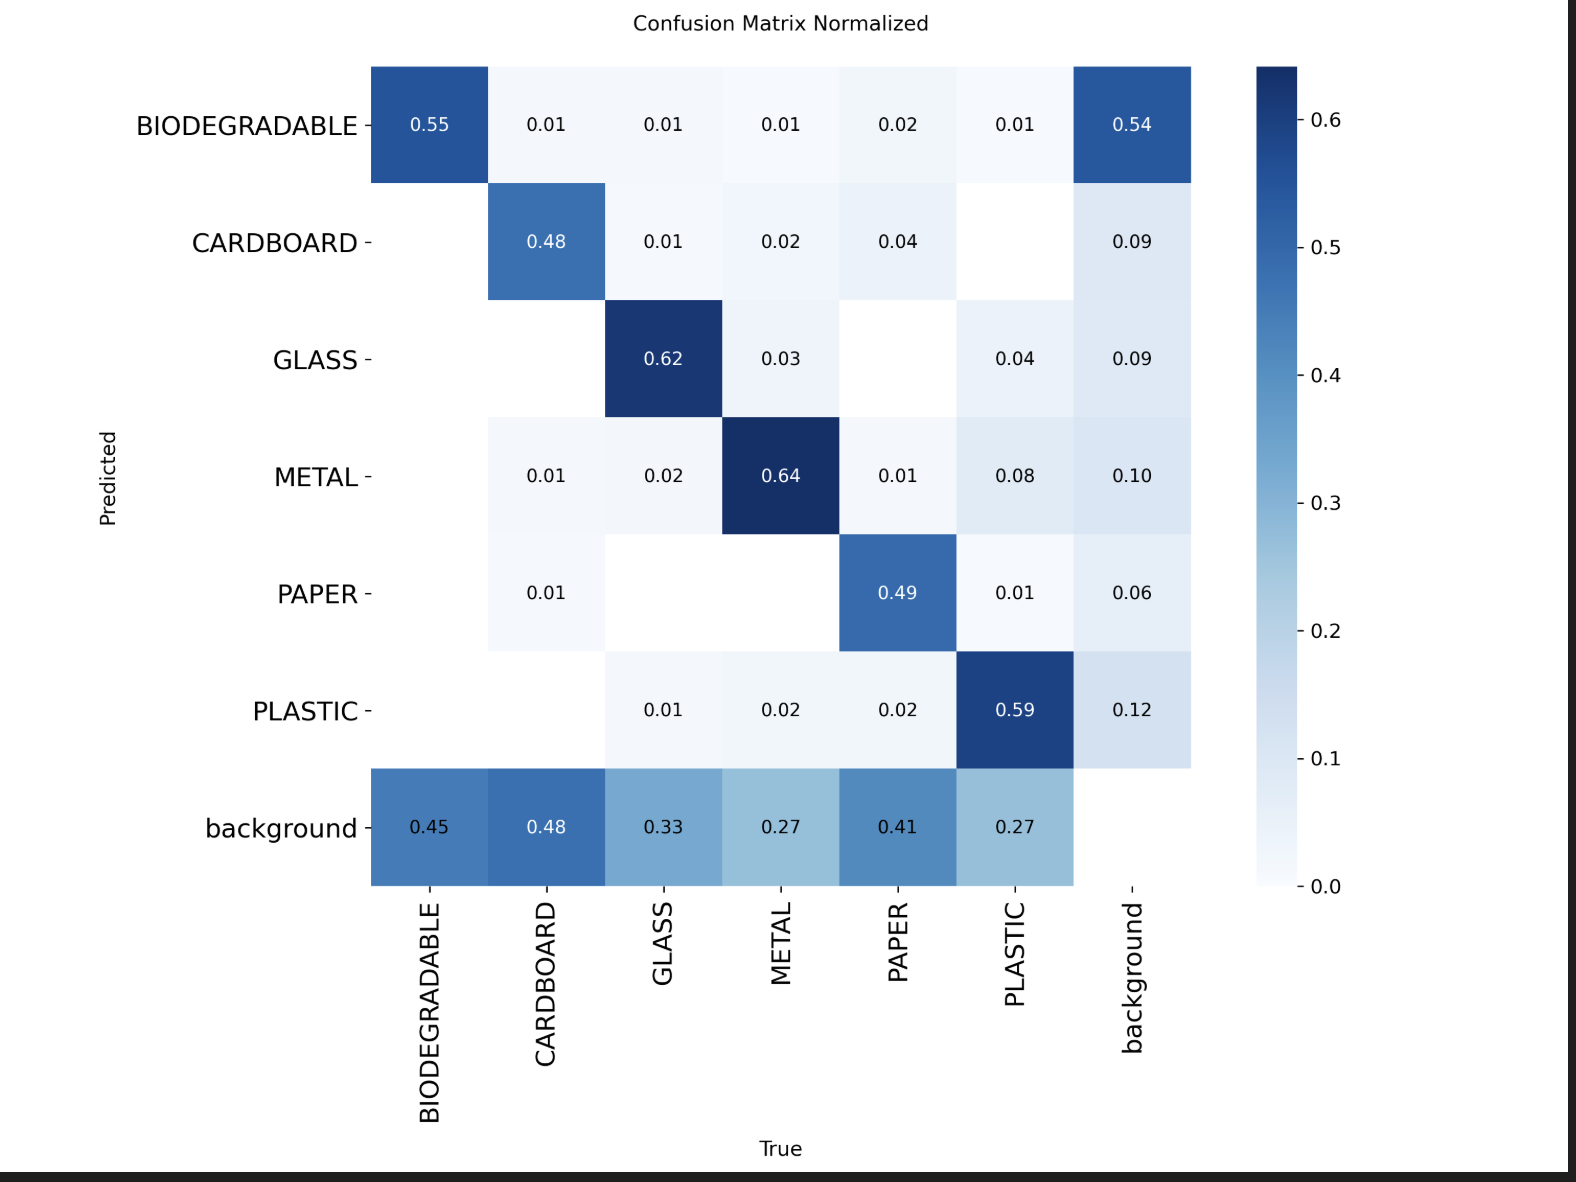 Confusion Matrix Normalized
BIODEGRADABLE 0.55 0.01 0.01 0.01 0.02 0.01 0.54
CARDBOARD 0.48 0.01 0.02 0.04 0.09
GLASS 0.62 0.03 0.04 0.09
METAL 0.01 0.02 0.64 0.01 0.08 0.10
PAPER 0.01 0.49 0.01 0.06
PLASTIC 0.01 0.02 0.02 0.59 0.12
background 0.45 0.48 0.33 0.27 0.41 0.27
BIODEGRADABLE
CARDBOARD
GLASS
METAL
PAPER
PLASTIC
background
Predicted
True
0.6
0.5
0.4
0.3
0.2
0.1
0.0